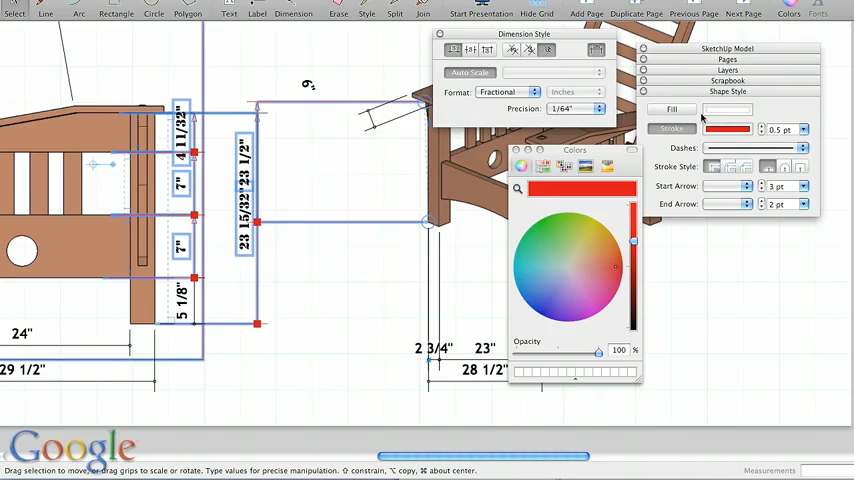 Select Line Arc Rectangle Circle Polygon Text Label Dimension Erase Style Split Join Start Presentation Hide Grid Add Page Duplicate Page Previous Page Next Page Colors Fonts
Dimension Style
Auto Scale
Format: Fractional Inches
Precision: 1/64"
SketchUp Model
Pages
Layers
Scrapbook
Shape Style
Fill
Stroke 0.5 pt
Dashes:
Stroke Style:
Start Arrow: 3 pt
End Arrow: 2 pt
Colors
Opacity
100 %
6"
4 11/32"
7"
7"
5 1/8"
23 1/2"
23 15/32"
24"
29 1/2"
2 3/4"
23"
28 1/2"
Google
Drag selection to move, or drag grips to scale or rotate. Type values for precise manipulation. ⇧ constrain, ⌥ copy, ⌘ about center.
Measurements